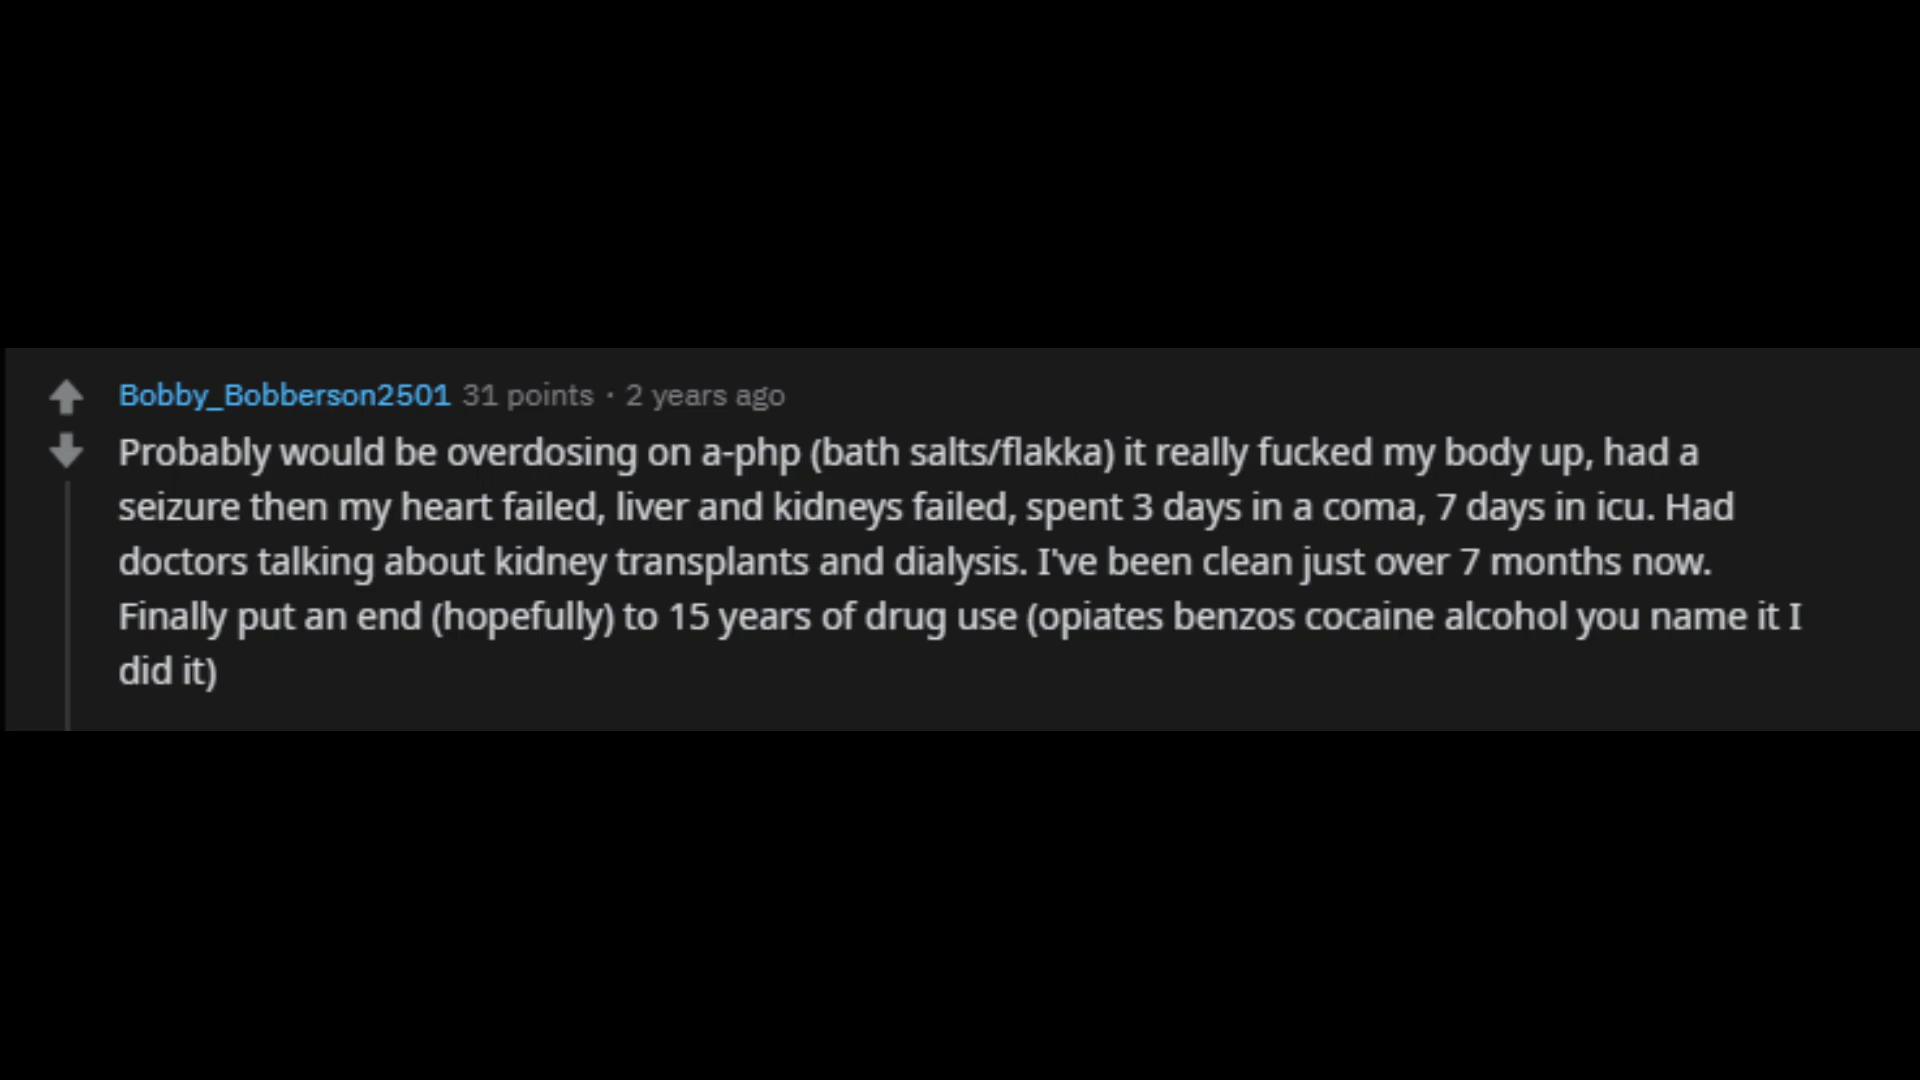 Bobby_Bobberson2501 31 points · 2 years ago
Probably would be overdosing on a-php (bath salts/flakka) it really fucked my body up, had a
seizure then my heart failed, liver and kidneys failed, spent 3 days in a coma, 7 days in icu. Had
doctors talking about kidney transplants and dialysis. I've been clean just over 7 months now.
Finally put an end (hopefully) to 15 years of drug use (opiates benzos cocaine alcohol you name it I
did it)